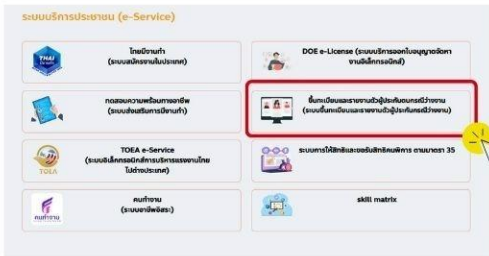 ระบบบริการประชาชน (e-Service)
ไทยมีงานทำ
(ระบบสมัครงานในประเทศ)
DOE e-License (ระบบบริการออกใบอนุญาตจัดหา
งานอิเล็กทรอนิกส์)
ทดสอบความพร้อมทางอาชีพ
(ระบบส่งเสริมการมีงานทำ)
ขึ้นทะเบียนและรายงานตัวผู้ประกันตนกรณีว่างงาน
(ระบบขึ้นทะเบียนและรายงานตัวผู้ประกันกรณีว่างงาน)
TOEA e-Service
(ระบบอิเล็กทรอนิกส์การบริหารแรงงานไทย
ไปต่างประเทศ)
ระบบการให้สิทธิและขอรับสิทธิคนพิการ ตามมาตรา 35
คนทำงาน
(ระบบอาชีพอิสระ)
skill matrix
THAI
TOEA
คนทำงาน